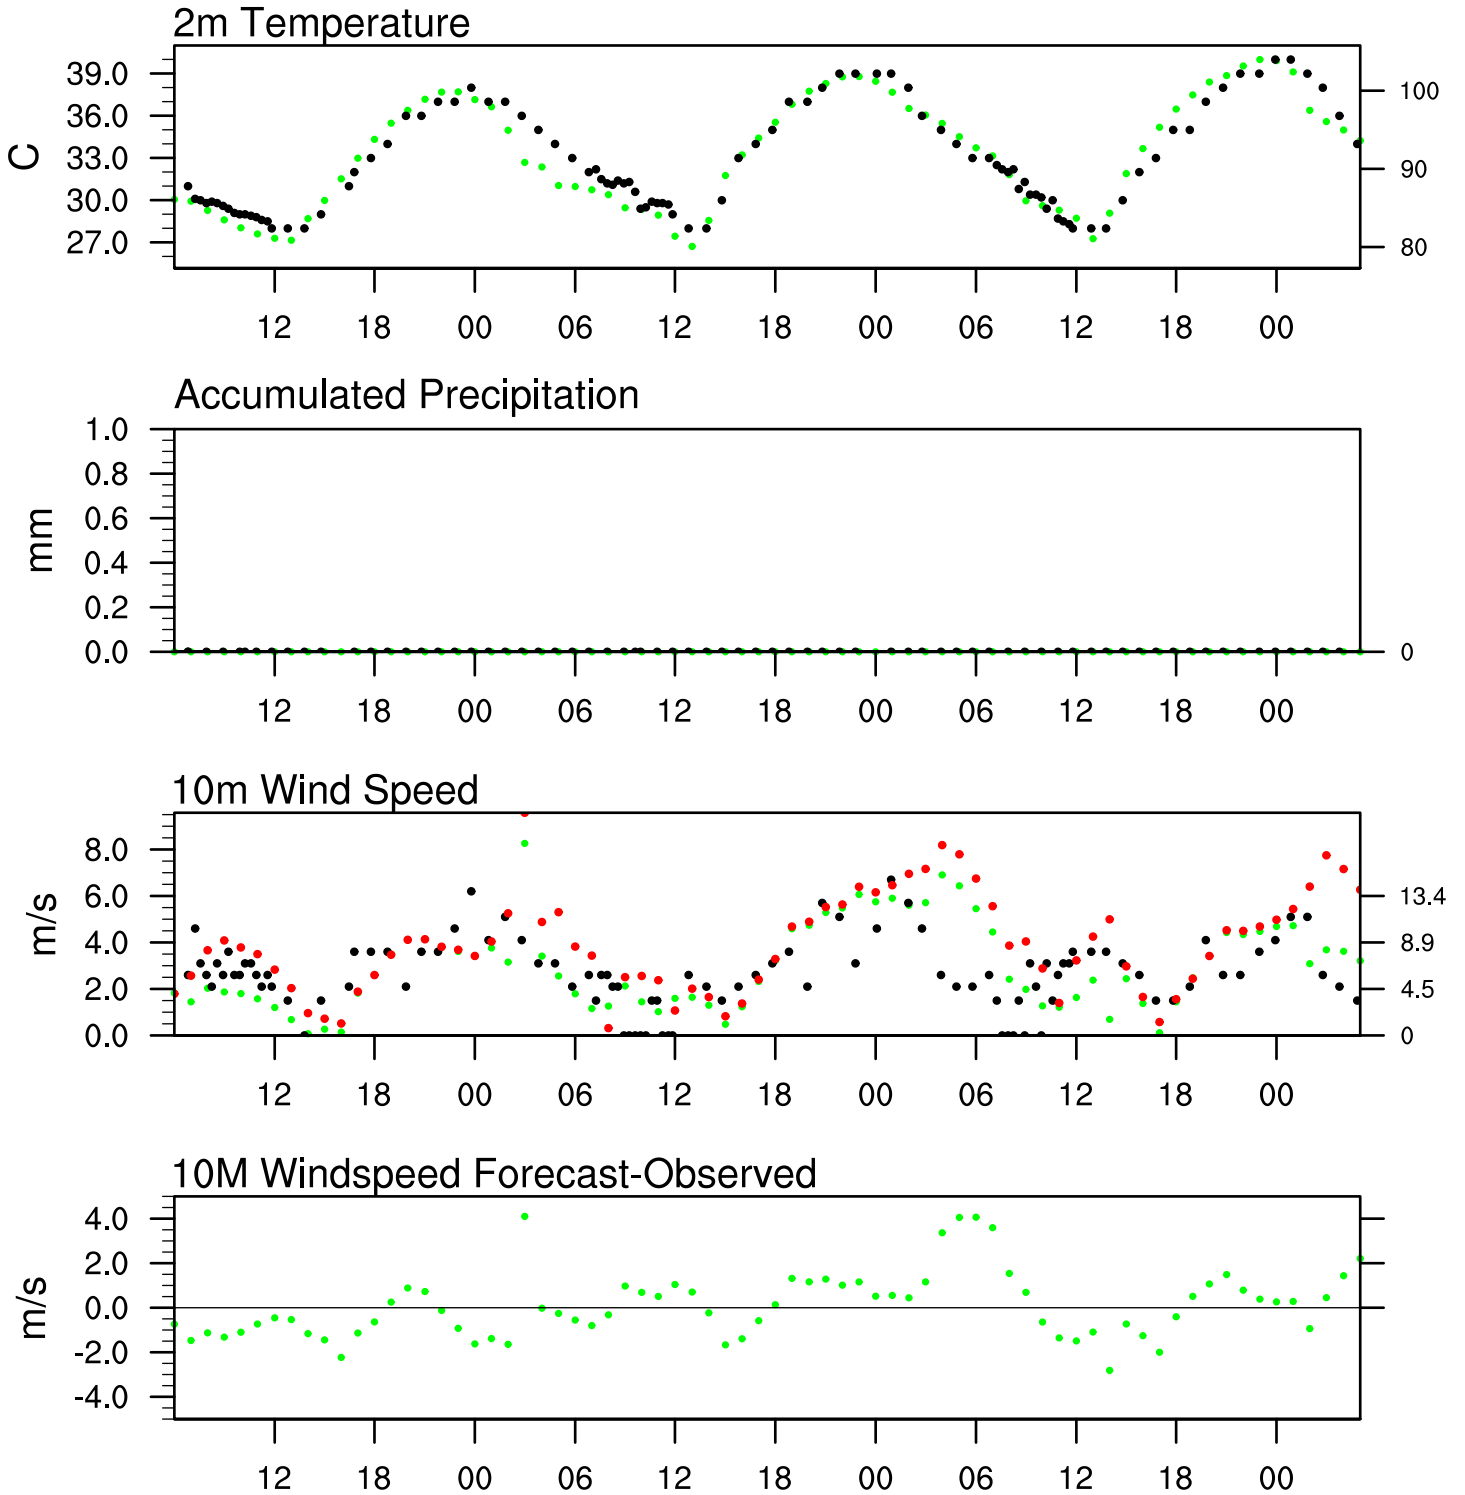 2m Temperature
39.0
36.0
33.0
30.0
27.0
C
100
90
80
12 18 00 06 12 18 00 06 12 18 00
Accumulated Precipitation
1.0
0.8
0.6
0.4
0.2
0.0
mm
0
12 18 00 06 12 18 00 06 12 18 00
10m Wind Speed
8.0
6.0
4.0
2.0
0.0
m/s
13.4
8.9
4.5
0
12 18 00 06 12 18 00 06 12 18 00
10M Windspeed Forecast-Observed
4.0
2.0
0.0
-2.0
-4.0
m/s
12 18 00 06 12 18 00 06 12 18 00